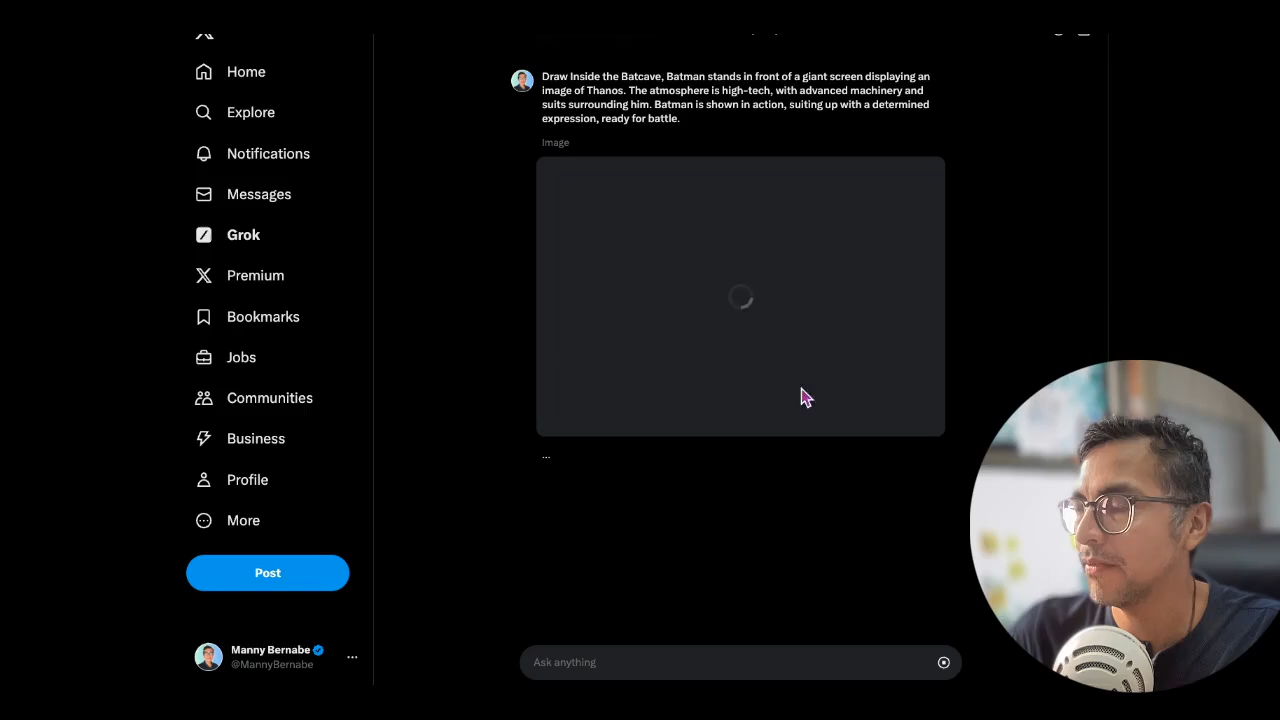 Home
Explore
Notifications
Messages
Grok
Premium
Bookmarks
Jobs
Communities
Business
Profile
More
Post
Manny Bernabe
@MannyBernabe
...
Draw Inside the Batcave, Batman stands in front of a giant screen displaying an
image of Thanos. The atmosphere is high-tech, with advanced machinery and
suits surrounding him. Batman is shown in action, suiting up with a determined
expression, ready for battle.
Image
...
Ask anything